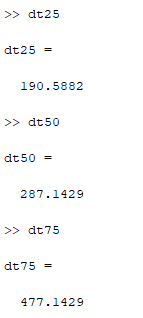 >> dt25
dt25 =
190.5882
>> dt50
dt50 =
287.1429
>> dt75
dt75 =
477.1429